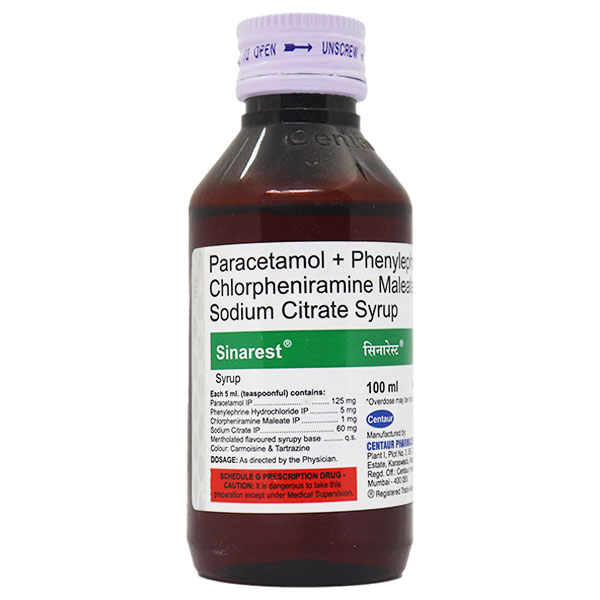 OPEN UNSCREW
Paracetamol +
Chlorpheniramine
Sodium Citrate Syrup
Sinarest® सिनारेस्ट®
Syrup
100 ml
Each 5 ml. (teaspoonful) contains:
Paracetamol IP 125 mg
Phenylephrine Hydrochloride IP 5 mg
Chlorpheniramine Maleate IP 1 mg
Sodium Citrate IP 60 mg
Mentholated flavoured syrupy base q.s.
Colour: Carmoisine & Tartrazine
DOSAGE: As directed by the Physician.
*Overdose may be
Centaur
Manufactured by:
CENTAUR
Plant I, Plot No.
Estate, Karaswada,
Regd. Off: Centaur
Mumbai - 400
® Registered Trade
SCHEDULE G PRESCRIPTION DRUG -
CAUTION: It is dangerous to take this
preparation except under Medical Supervision.